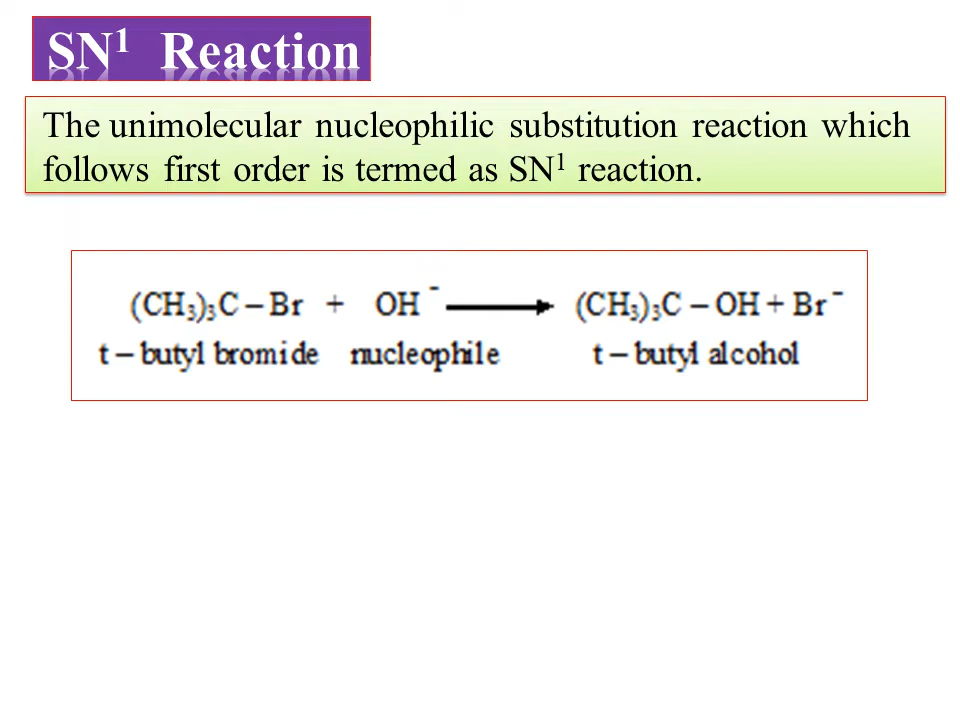 SN¹ Reaction
The unimolecular nucleophilic substitution reaction which
follows first order is termed as SN¹ reaction.
(CH₃)₃C – Br + OH⁻ ⟶ (CH₃)₃C – OH + Br⁻
t – butyl bromide nucleophile t – butyl alcohol